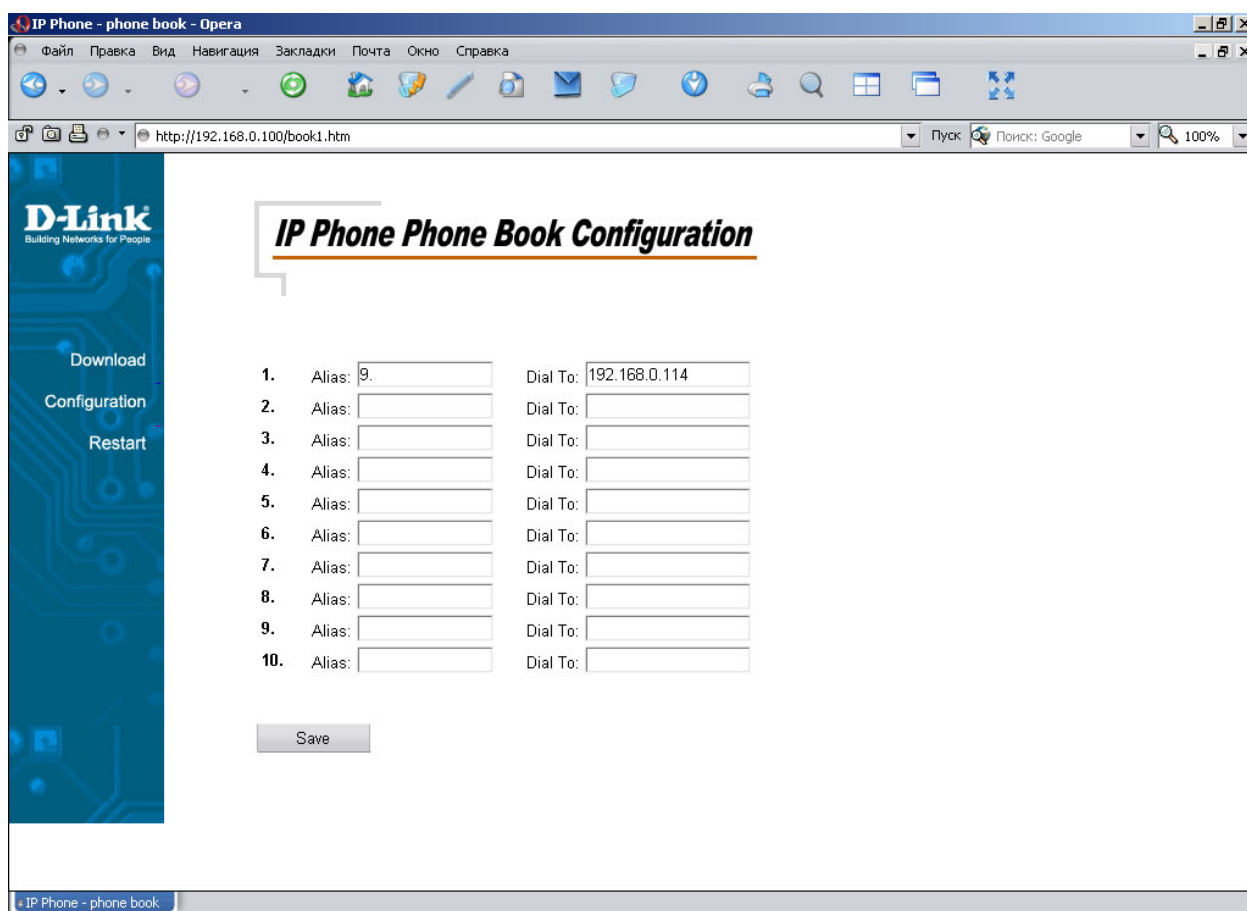 IP Phone - phone book - Opera
Файл Правка Вид Навигация Закладки Почта Окно Справка
http://192.168.0.100/book1.htm Пуск Поиск: Google 100%
D-Link
Building Networks for People
IP Phone Phone Book Configuration
Download
Configuration
Restart
1. Alias: 9. Dial To: 192.168.0.114
2. Alias: Dial To:
3. Alias: Dial To:
4. Alias: Dial To:
5. Alias: Dial To:
6. Alias: Dial To:
7. Alias: Dial To:
8. Alias: Dial To:
9. Alias: Dial To:
10. Alias: Dial To:
Save
IP Phone - phone book